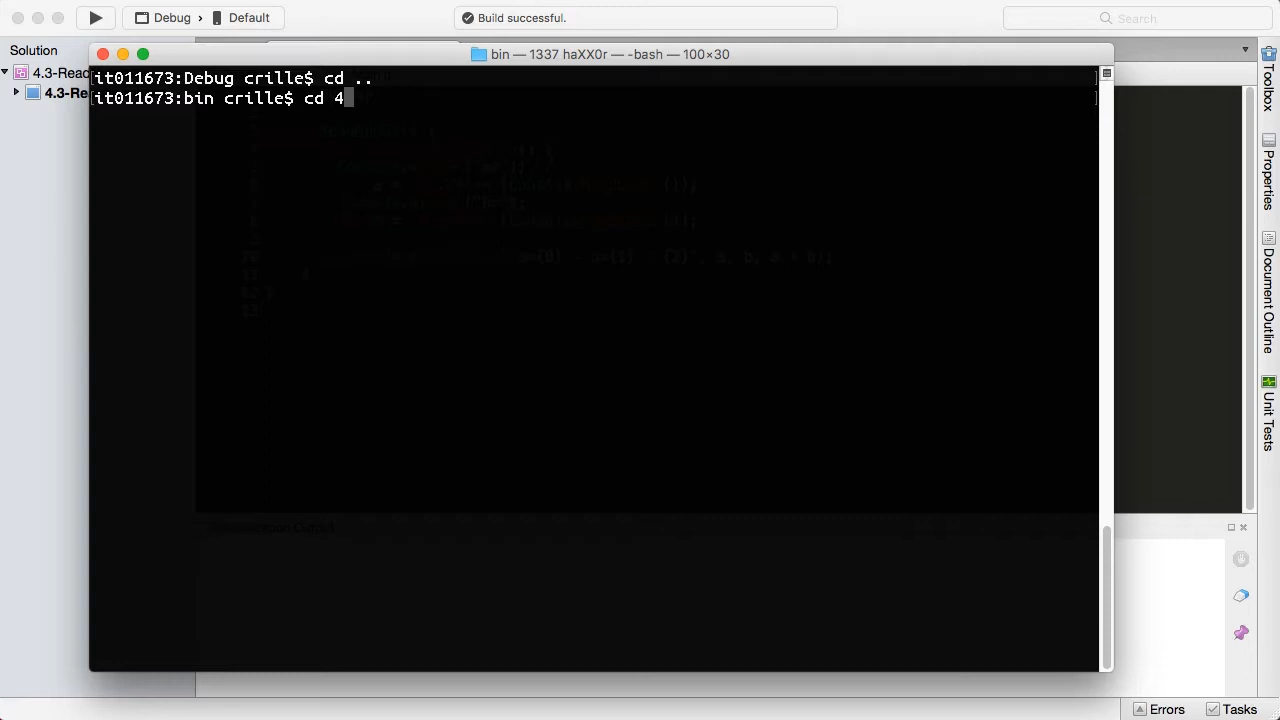 Debug
Default
Build successful.
Search
Solution
bin — 1337 haXX0r — -bash — 100×30
4.3-Read
4.3-Re
[it011673:Debug crille$ cd ..
[it011673:bin crille$ cd 4
Toolbox
Properties
Document Outline
Unit Tests
Errors
Tasks